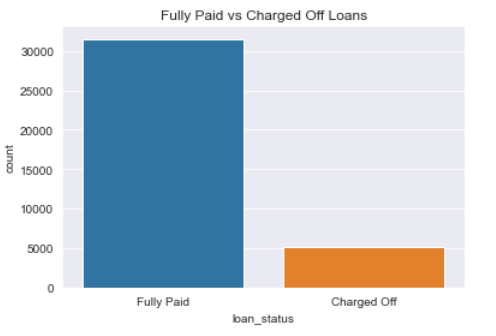 Fully Paid vs Charged Off Loans
30000
25000
20000
15000
10000
5000
0
count
Fully Paid
Charged Off
loan_status